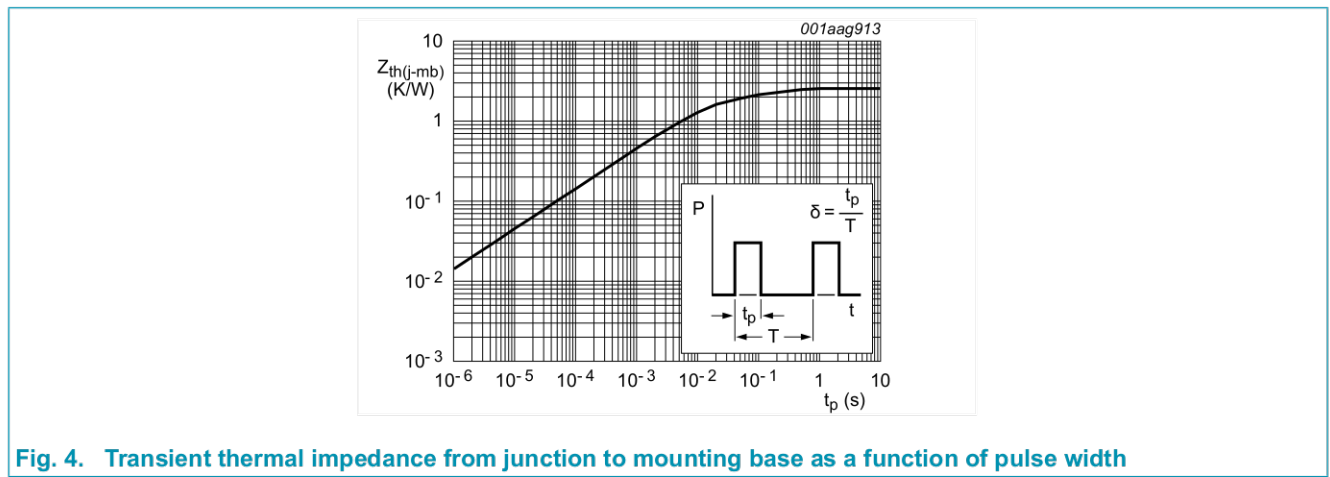 001aag913
10
Zth(j-mb)
(K/W)
1
10- 1
10- 2
10- 3
P
δ = tp
T
tp
T
t
10- 6 10- 5 10- 4 10- 3 10- 2 10- 1 1 10
tp (s)
Fig. 4. Transient thermal impedance from junction to mounting base as a function of pulse width